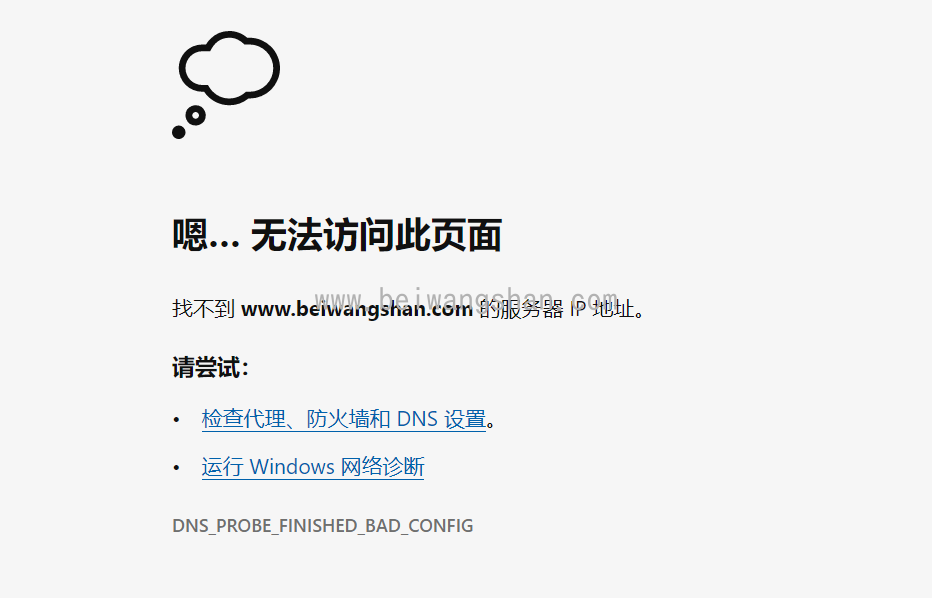 嗯… 无法访问此页面
找不到 www.beiwangshan.com 的服务器 IP 地址。
www.beiwangshan.com
请尝试：
• 检查代理、防火墙和 DNS 设置。
• 运行 Windows 网络诊断
DNS_PROBE_FINISHED_BAD_CONFIG